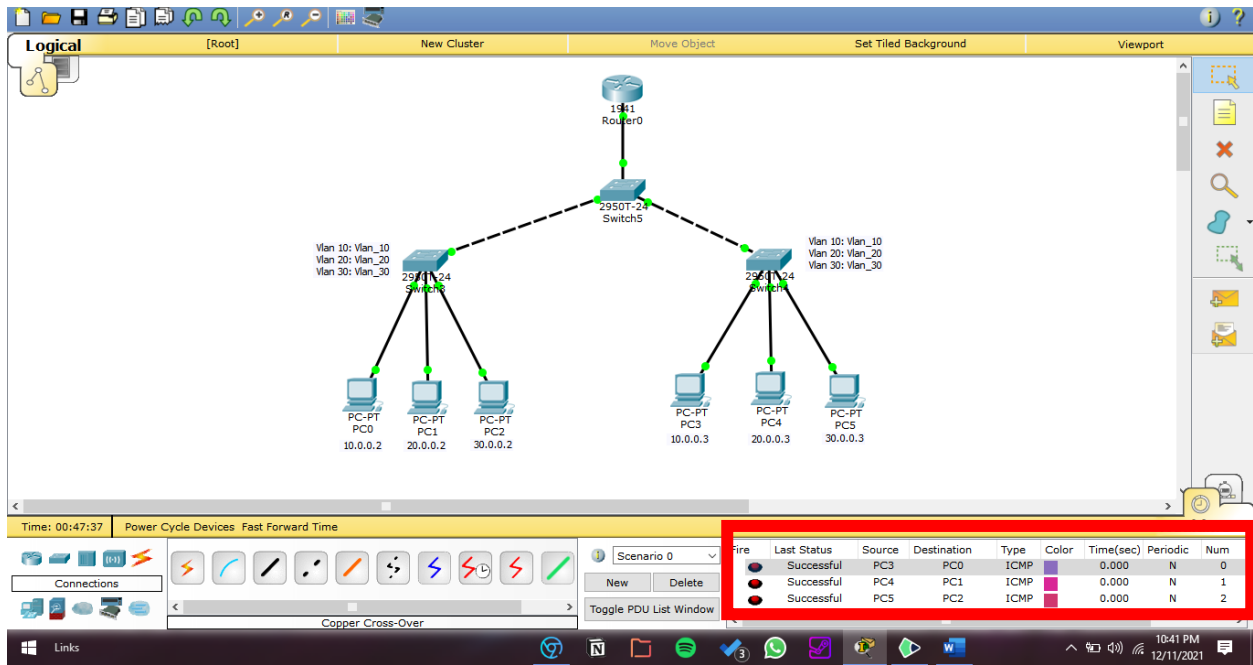 Logical [Root] New Cluster Move Object Set Tiled Background Viewport
1941
Router0
2950T-24
Switch5
Vlan 10: Vlan_10
Vlan 20: Vlan_20
Vlan 30: Vlan_30
2950T-24
Switch3
Vlan 10: Vlan_10
Vlan 20: Vlan_20
Vlan 30: Vlan_30
2950T-24
Switch4
PC-PT
PC0
10.0.0.2
PC-PT
PC1
20.0.0.2
PC-PT
PC2
30.0.0.2
PC-PT
PC3
10.0.0.3
PC-PT
PC4
20.0.0.3
PC-PT
PC5
30.0.0.3
Time: 00:47:37 Power Cycle Devices Fast Forward Time
Connections
Copper Cross-Over
Scenario 0
New Delete
Toggle PDU List Window
Fire Last Status Source Destination Type Color Time(sec) Periodic Num
Successful PC3 PC0 ICMP 0.000 N 0
Successful PC4 PC1 ICMP 0.000 N 1
Successful PC5 PC2 ICMP 0.000 N 2
Links
3
10:41 PM
12/11/2021